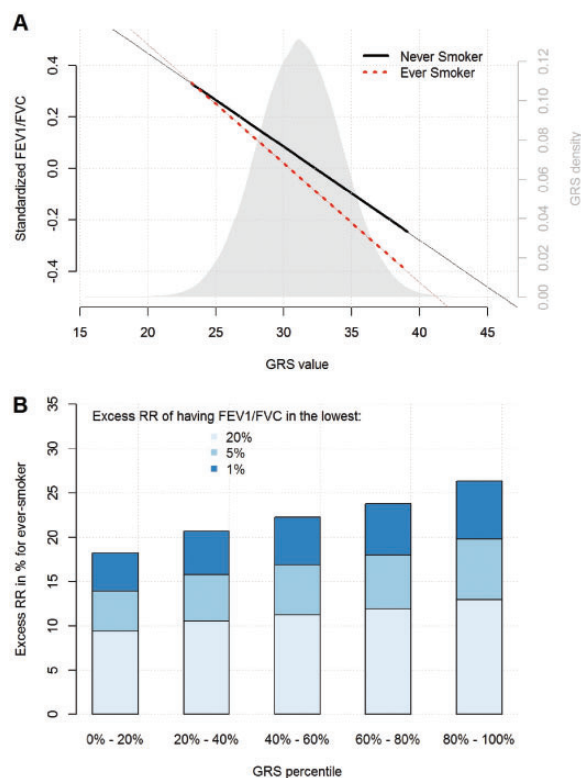 A
Never Smoker
Ever Smoker
Standardized FEV1/FVC
0.4
0.2
0.0
-0.2
-0.4
GRS density
0.12
0.10
0.08
0.06
0.04
0.02
0.00
15 20 25 30 35 40 45
GRS value
B
Excess RR of having FEV1/FVC in the lowest:
20%
5%
1%
Excess RR in % for ever-smoker
35
30
25
20
15
10
5
0
0% - 20% 20% - 40% 40% - 60% 60% - 80% 80% - 100%
GRS percentile